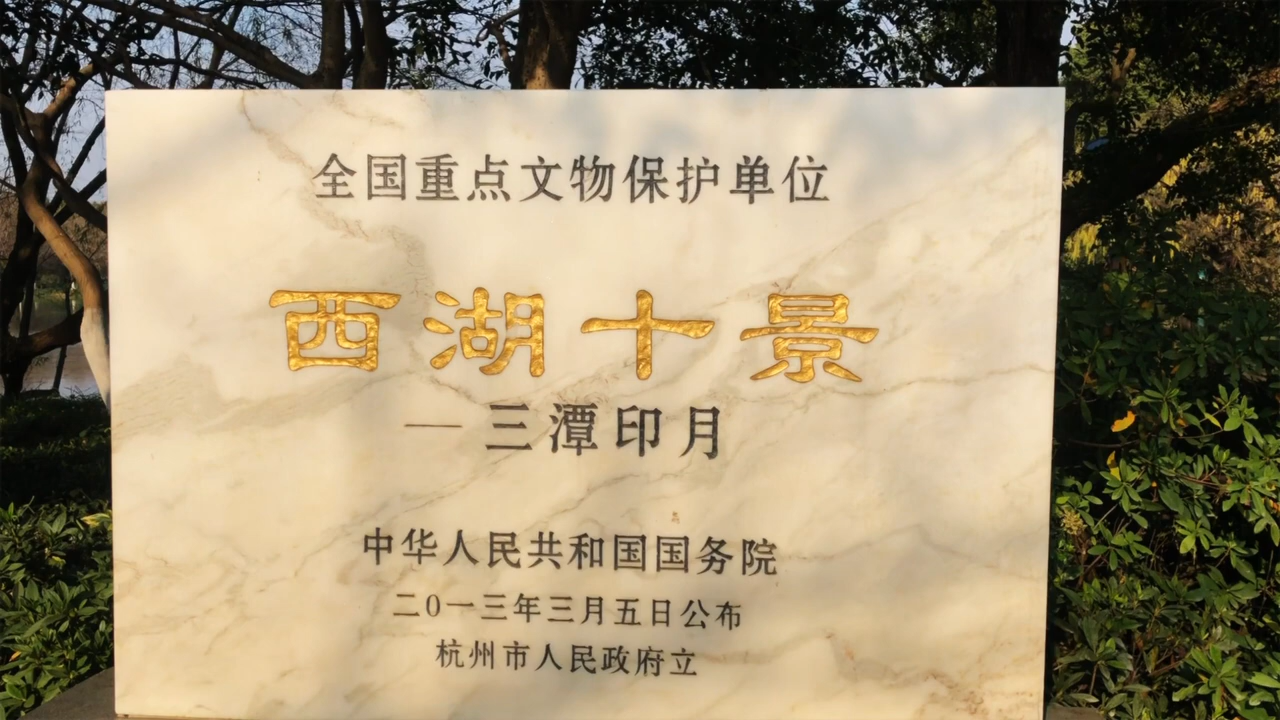 全国重点文物保护单位
西湖十景
—三潭印月
中华人民共和国国务院
二0一三年三月五日公布
杭州市人民政府立